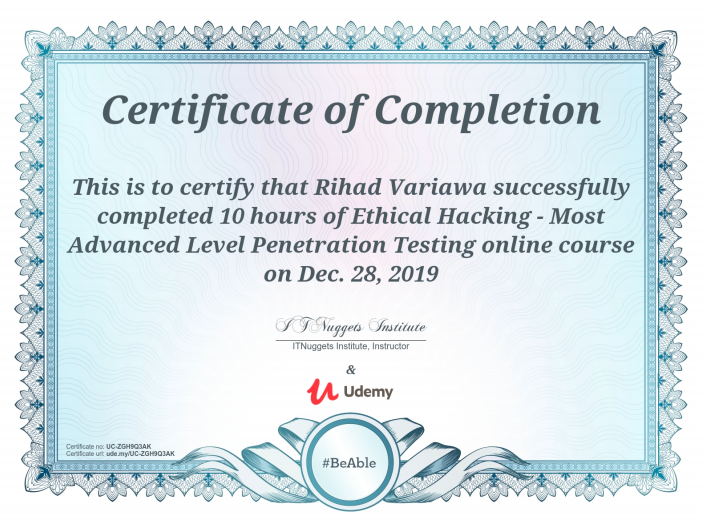 Certificate of Completion
This is to certify that Rihad Variawa successfully
completed 10 hours of Ethical Hacking - Most
Advanced Level Penetration Testing online course
on Dec. 28, 2019
ITNuggets Institute
ITNuggets Institute, Instructor
&
Udemy
Certificate no: UC-ZGH9Q3AK
Certificate url: ude.my/UC-ZGH9Q3AK
#BeAble